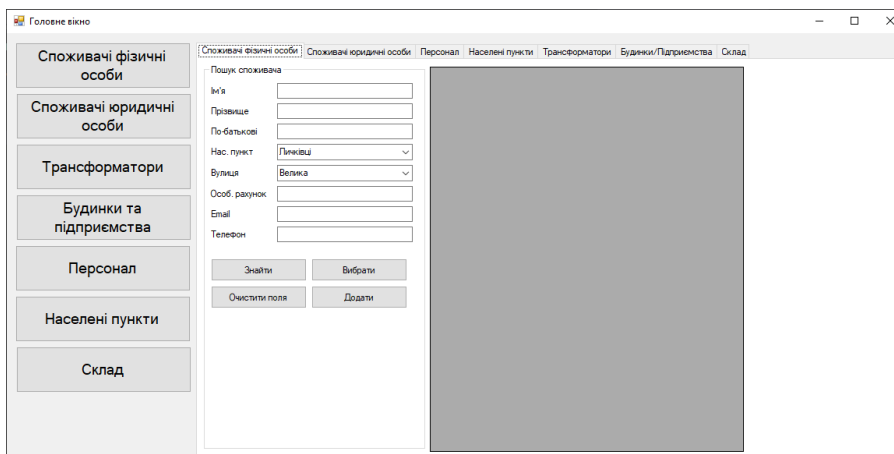 Головне вікно
Споживачі фізичні
особи
Споживачі юридичні
особи
Трансформатори
Будинки та
підприємства
Персонал
Населені пункти
Склад
Споживачі фізичні особи Споживачі юридичні особи Персонал Населені пункти Трансформатори Будинки/Підприємства Склад
Пошук споживача
Ім'я
Прізвище
По-батькові
Нас. пункт Личківці
Вулиця Велика
Особ. рахунок
Email
Телефон
Знайти Вибрати
Очистити поля Додати